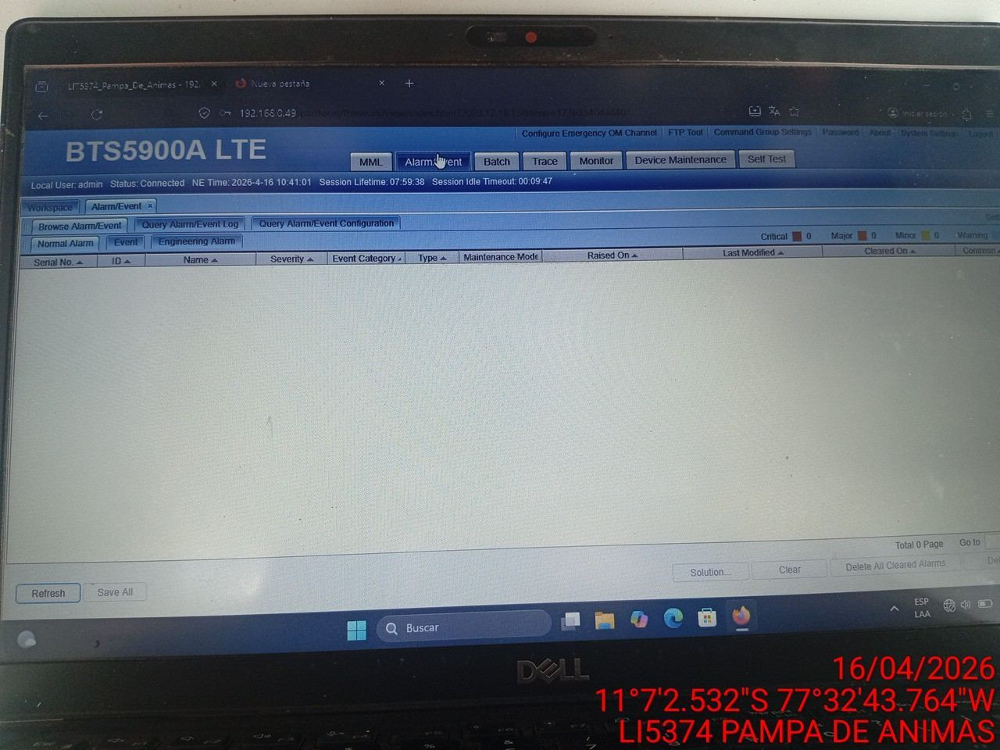 LI5374_Pampa_De_Animas - 192.
Nueva pestaña
192.168.0.49
Iniciar sesión
Configure Emergency OM Channel
FTP Tool
Command Group Settings
Password
About
System Settings
Logout
BTS5900A LTE
MML
Alarm/Event
Batch
Trace
Monitor
Device Maintenance
Self Test
Local User: admin Status: Connected NE Time: 2026-4-16 10:41:01 Session Lifetime: 07:59:38 Session Idle Timeout: 00:09:47
Workspace
Alarm/Event
Browse Alarm/Event
Query Alarm/Event Log
Query Alarm/Event Configuration
Normal Alarm
Event
Engineering Alarm
Critical 0 Major 0 Minor 0 Warning
Serial No. ID Name Severity Event Category Type Maintenance Mode Raised On Last Modified Cleared On Common
Total 0 Page Go to
Solution...
Clear
Delete All Cleared Alarms
Refresh
Save All
Buscar
ESP
LAA
DELL
16/04/2026
11°7'2.532"S 77°32'43.764"W
LI5374 PAMPA DE ANIMAS